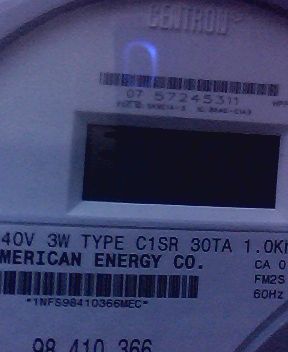 CENTRON
07 57245311
40V 3W TYPE C1SR 30TA 1.0K
MERICAN ENERGY CO.
CA 0
FM2S
60Hz
*1NFS98410366MEC*
98 410 366